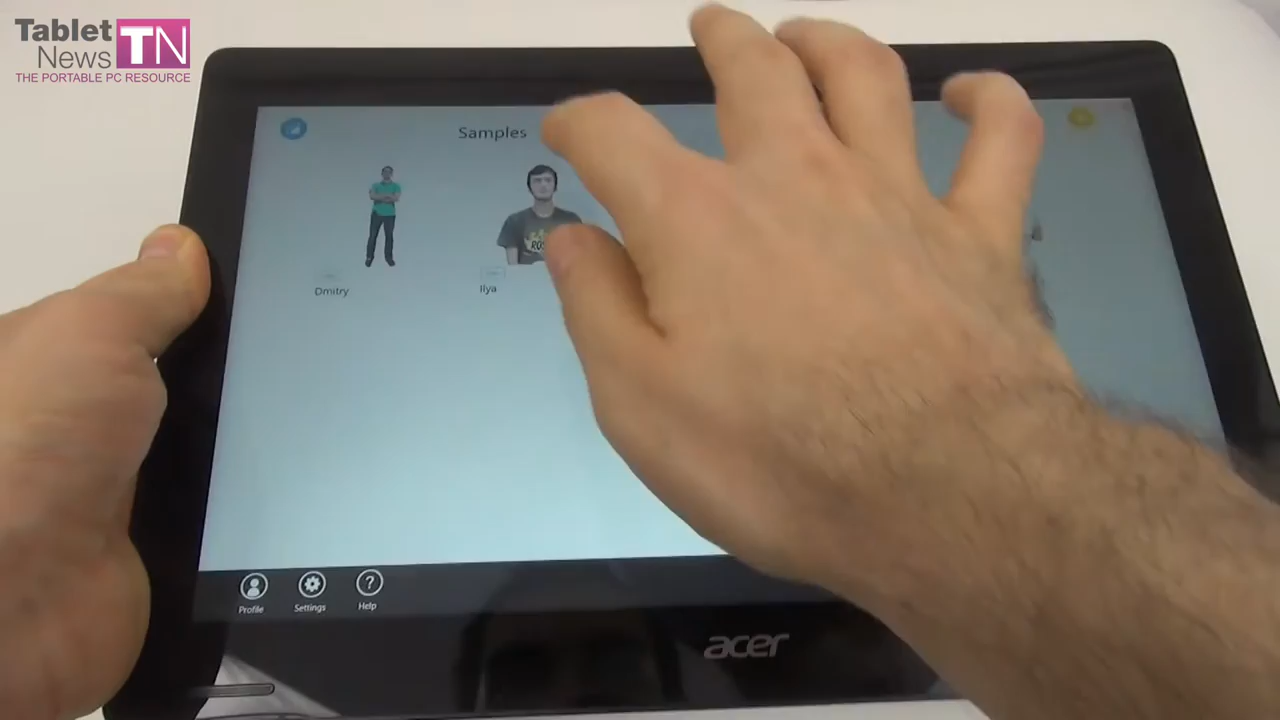 Tablet
News TN
THE PORTABLE PC RESOURCE
Samples
Dmitry
Ilya
Profile
Settings
Help
acer